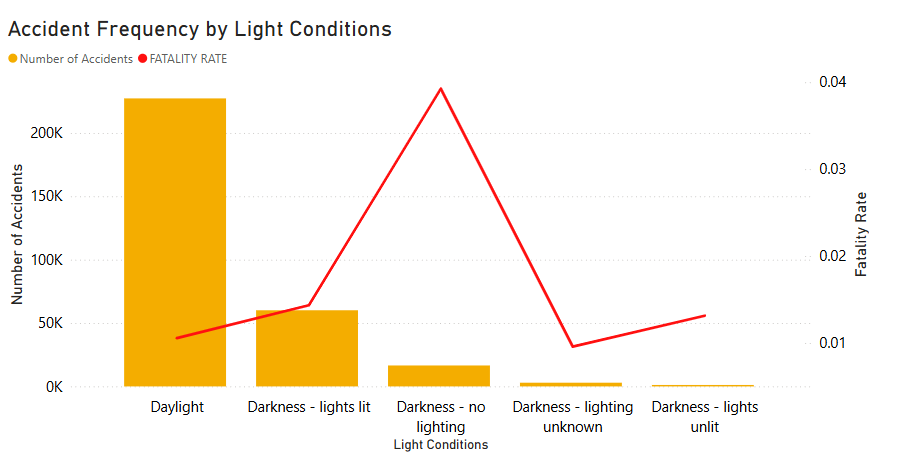 Accident Frequency by Light Conditions
Number of Accidents FATALITY RATE
0.04
200K
0.03
150K
100K
0.02
50K
0.01
0K
Number of Accidents
Fatality Rate
Daylight
Darkness - lights lit
Darkness - no
lighting
Darkness - lighting
unknown
Darkness - lights
unlit
Light Conditions